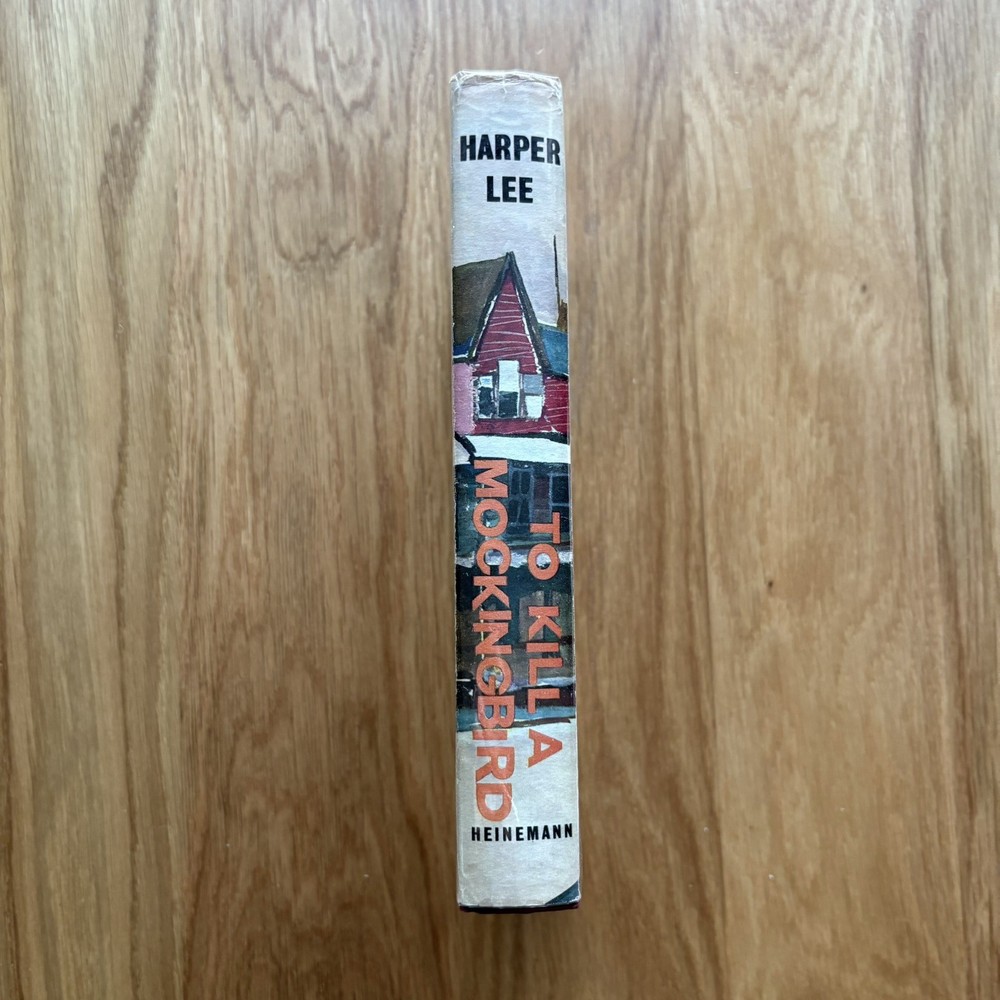 HARPER
LEE
TO KILL A
MOCKINGBIRD
HEINEMANN